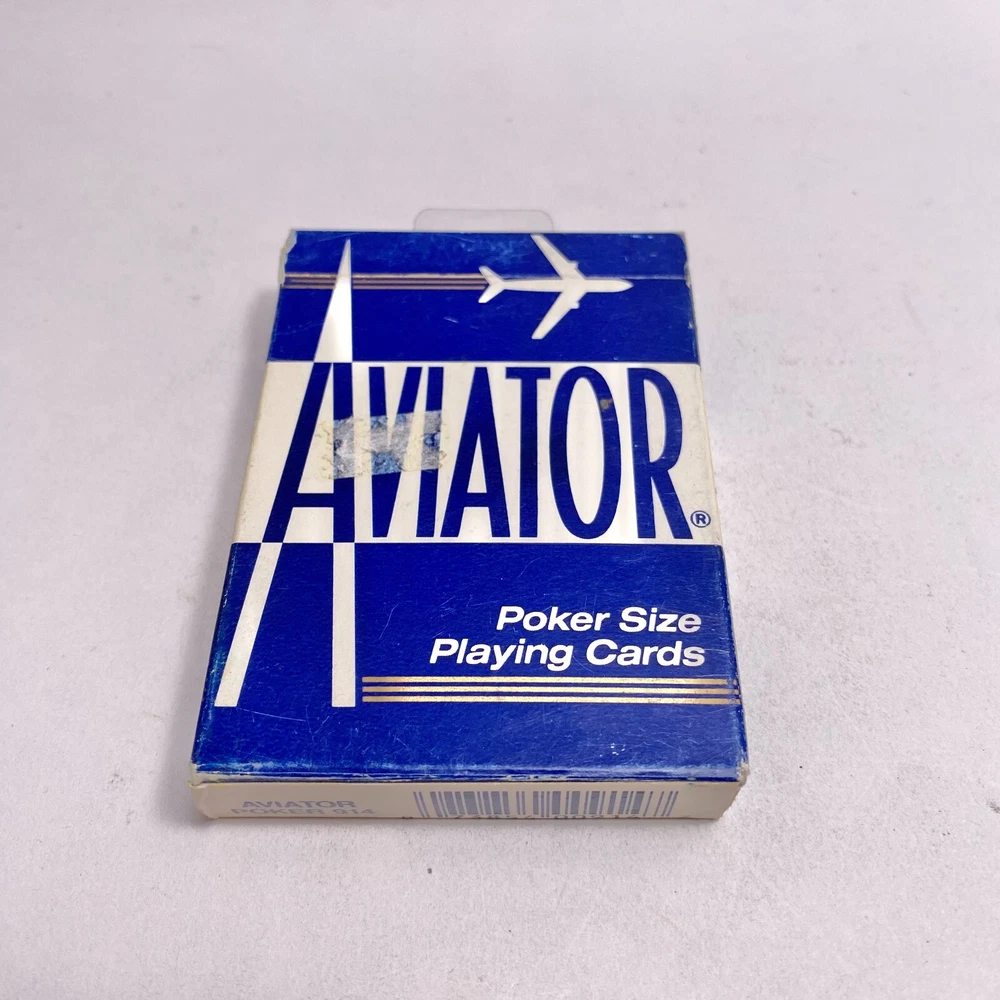 AVIATOR®
Poker Size
Playing Cards
AVIATOR
POKER 914